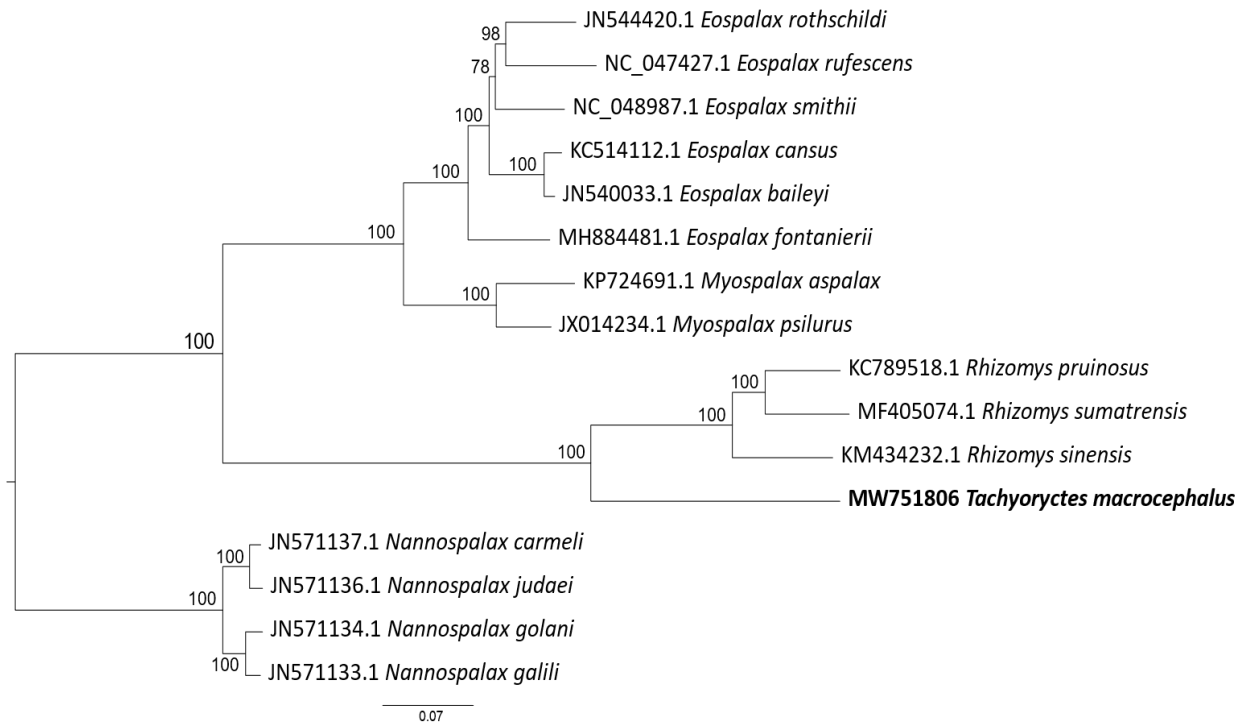 JN544420.1 Eospalax rothschildi
98
NC_047427.1 Eospalax rufescens
78
NC_048987.1 Eospalax smithii
100
KC514112.1 Eospalax cansus
100
100
JN540033.1 Eospalax baileyi
100
MH884481.1 Eospalax fontanierii
KP724691.1 Myospalax aspalax
100
JX014234.1 Myospalax psilurus
100
KC789518.1 Rhizomys pruinosus
100
MF405074.1 Rhizomys sumatrensis
100
KM434232.1 Rhizomys sinensis
100
MW751806 Tachyoryctes macrocephalus
JN571137.1 Nannospalax carmeli
100
JN571136.1 Nannospalax judaei
100
JN571134.1 Nannospalax golani
100
JN571133.1 Nannospalax galili
0.07